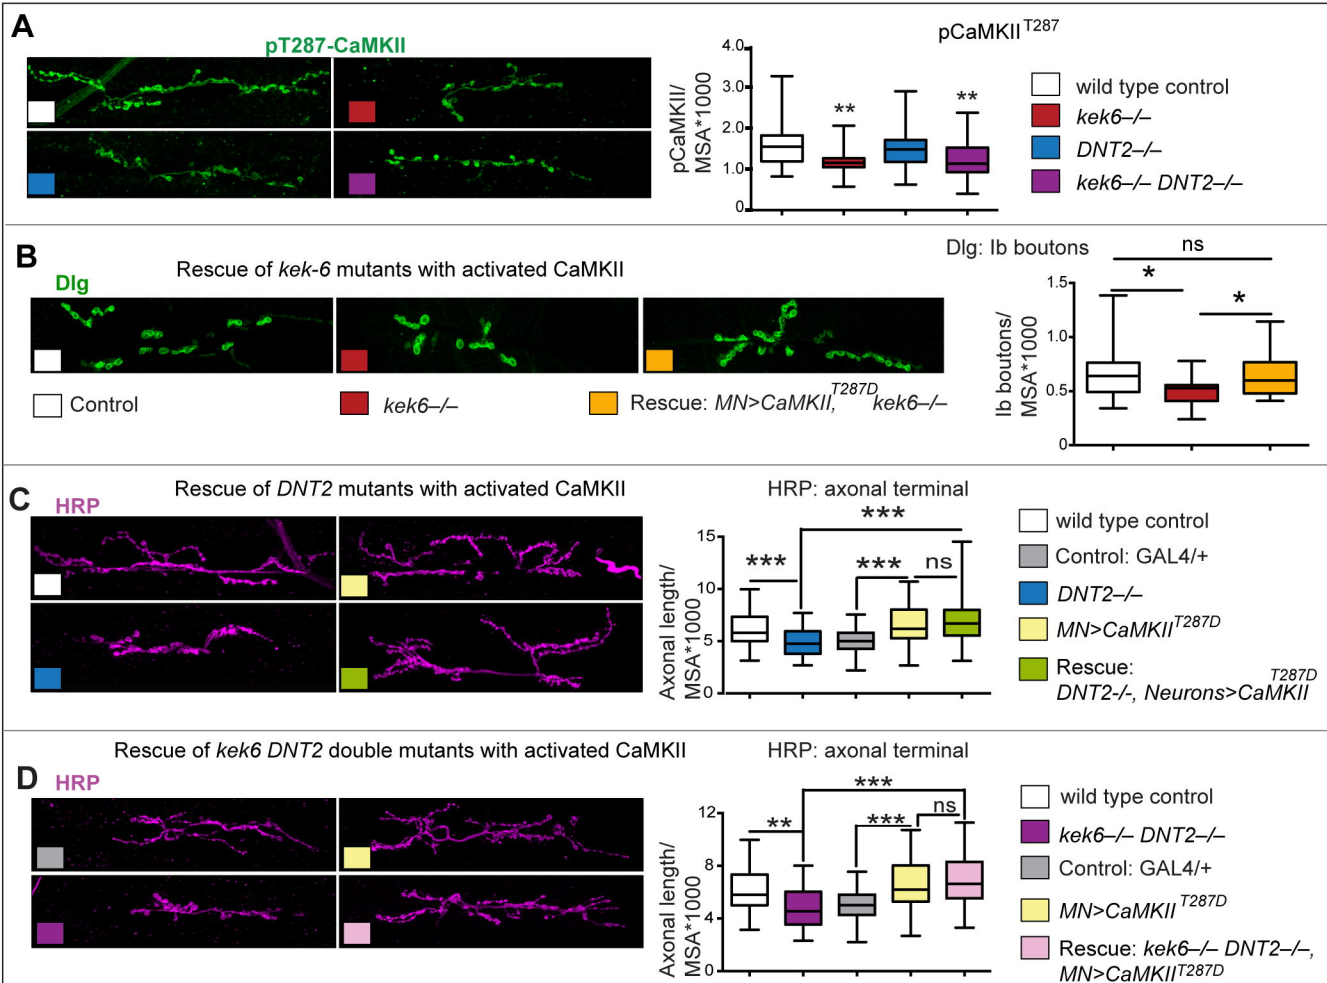 A
pT287-CaMKII
pCaMKII^T287
pCaMKII/
MSA*1000
4.0
3.0
2.0
1.0
0
**
**
wild type control
kek6–/–
DNT2–/–
kek6–/– DNT2–/–
B
Rescue of kek-6 mutants with activated CaMKII
Dlg
Control
kek6–/–
Rescue: MN>CaMKII,^T287D kek6–/–
Dlg: Ib boutons
ns
*
*
Ib boutons/
MSA*1000
1.5
1.0
0.5
0
C
Rescue of DNT2 mutants with activated CaMKII
HRP
HRP: axonal terminal
***
***
***
ns
Axonal length/
MSA*1000
15
10
5
0
wild type control
Control: GAL4/+
DNT2–/–
MN>CaMKII^T287D
Rescue:
DNT2-/-, Neurons>CaMKII^T287D
D
Rescue of kek6 DNT2 double mutants with activated CaMKII
HRP
HRP: axonal terminal
***
**
***
ns
Axonal length/
MSA*1000
12
8
4
0
wild type control
kek6–/– DNT2–/–
Control: GAL4/+
MN>CaMKII^T287D
Rescue: kek6–/– DNT2–/–,
MN>CaMKII^T287D